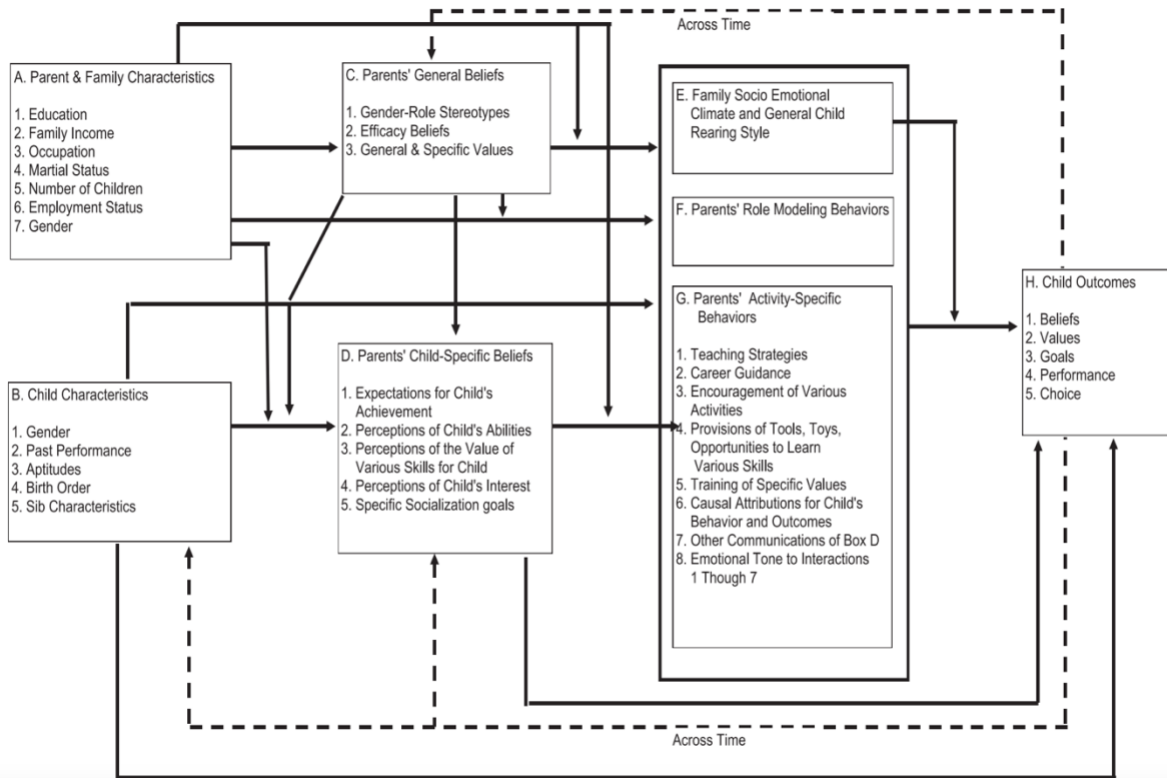 Across Time
A. Parent & Family Characteristics
1. Education
2. Family Income
3. Occupation
4. Martial Status
5. Number of Children
6. Employment Status
7. Gender
C. Parents' General Beliefs
1. Gender-Role Stereotypes
2. Efficacy Beliefs
3. General & Specific Values
E. Family Socio Emotional
Climate and General Child
Rearing Style
F. Parents' Role Modeling Behaviors
B. Child Characteristics
1. Gender
2. Past Performance
3. Aptitudes
4. Birth Order
5. Sib Characteristics
D. Parents' Child-Specific Beliefs
1. Expectations for Child's
Achievement
2. Perceptions of Child's Abilities
3. Perceptions of the Value of
Various Skills for Child
4. Perceptions of Child's Interest
5. Specific Socialization goals
G. Parents' Activity-Specific
Behaviors
1. Teaching Strategies
2. Career Guidance
3. Encouragement of Various
Activities
4. Provisions of Tools, Toys,
Opportunities to Learn
Various Skills
5. Training of Specific Values
6. Causal Attributions for Child's
Behavior and Outcomes
7. Other Communications of Box D
8. Emotional Tone to Interactions
1 Though 7
H. Child Outcomes
1. Beliefs
2. Values
3. Goals
4. Performance
5. Choice
Across Time